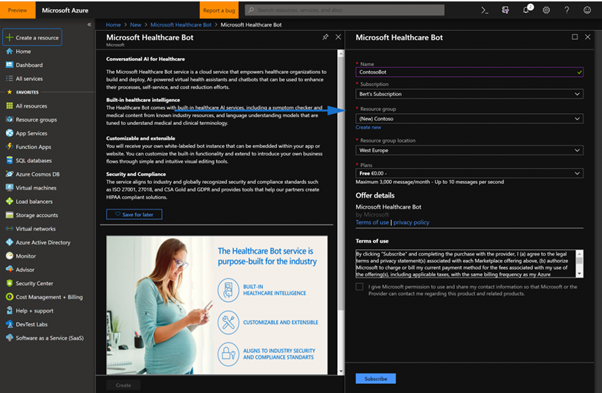 Preview
Microsoft Azure
Report a bug
Search resources, services, and docs
Home > New > Microsoft Healthcare Bot > Microsoft Healthcare Bot
Create a resource
Home
Dashboard
All services
FAVORITES
All resources
Resource groups
App Services
Function Apps
SQL databases
Azure Cosmos DB
Virtual machines
Load balancers
Storage accounts
Virtual networks
Azure Active Directory
Monitor
Advisor
Security Center
Cost Management + Billing
Help + support
DevTest Labs
Software as a Service (SaaS)
Microsoft Healthcare Bot
Microsoft
Conversational AI for Healthcare
The Microsoft Healthcare Bot service is a cloud service that empowers healthcare organizations to
build and deploy, AI-powered virtual health assistants and chatbots that can be used to enhance
their processes, self-service, and cost reduction efforts.
Built-in healthcare intelligence
The Healthcare Bot comes with built-in healthcare AI services, including a symptom checker and
medical content from known industry resources, and language understanding models that are
tuned to understand medical and clinical terminology.
Customizable and extensible
You will receive your own white-labeled bot instance that can be embedded within your app or
website. You can customize the built-in functionality and extend to introduce your own business
flows through simple and intuitive visual editing tools.
Security and Compliance
The service aligns to industry and globally recognized security and compliance standards such
as ISO 27001, 27018, and CSA Gold and GDPR and provides tools that help our partners create
HIPAA compliant solutions.
Save for later
The Healthcare Bot service is
purpose-built for the industry
BUILT-IN
HEALTHCARE INTELLIGENCE
CUSTOMIZABLE AND EXTENSIBLE
ALIGNS TO INDUSTRY SECURITY
AND COMPLIANCE STANDARTS
Create
Microsoft Healthcare Bot
* Name
ContosoBot
* Subscription
Bert's Subscription
* Resource group
(New) Contoso
Create new
* Resource group location
West Europe
* Plans
Free €0.00 -
Maximum 3,000 message/month - Up to 10 messages per second
Offer details
Microsoft Healthcare Bot
by Microsoft
Terms of use | privacy policy
Terms of use
By clicking "Subscribe" and completing the purchase with the provider, I (a) agree to the legal
terms and privacy statement(s) associated with each Marketplace offering above, (b) authorize
Microsoft to charge or bill my current payment method for the fees associated with my use of
the offering(s), including applicable taxes, with the same billing frequency as my Azure
I give Microsoft permission to use and share my contact information so that Microsoft or the
Provider can contact me regarding this product and related products.
Subscribe